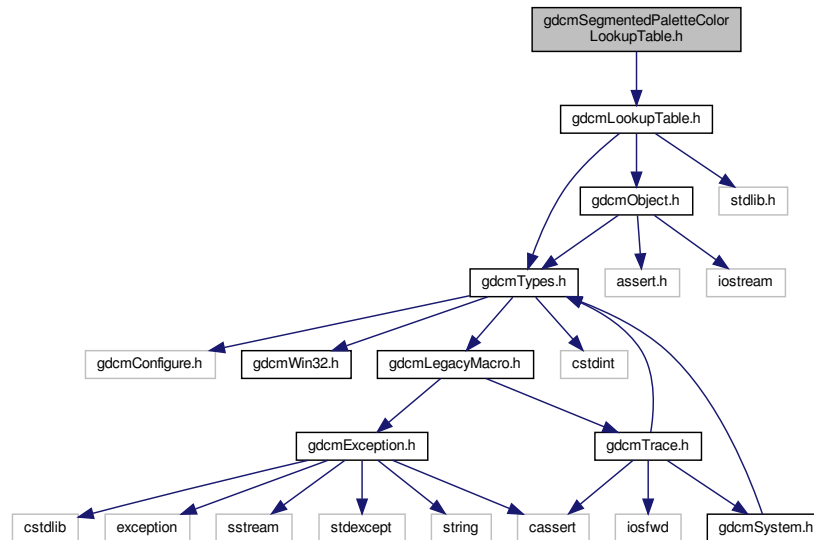 gdcmSegmentedPaletteColor
LookupTable.h
gdcmLookupTable.h
gdcmObject.h
stdlib.h
gdcmTypes.h
assert.h
iostream
gdcmConfigure.h
gdcmWin32.h
gdcmLegacyMacro.h
cstdint
gdcmException.h
gdcmTrace.h
cstdlib
exception
sstream
stdexcept
string
cassert
iosfwd
gdcmSystem.h